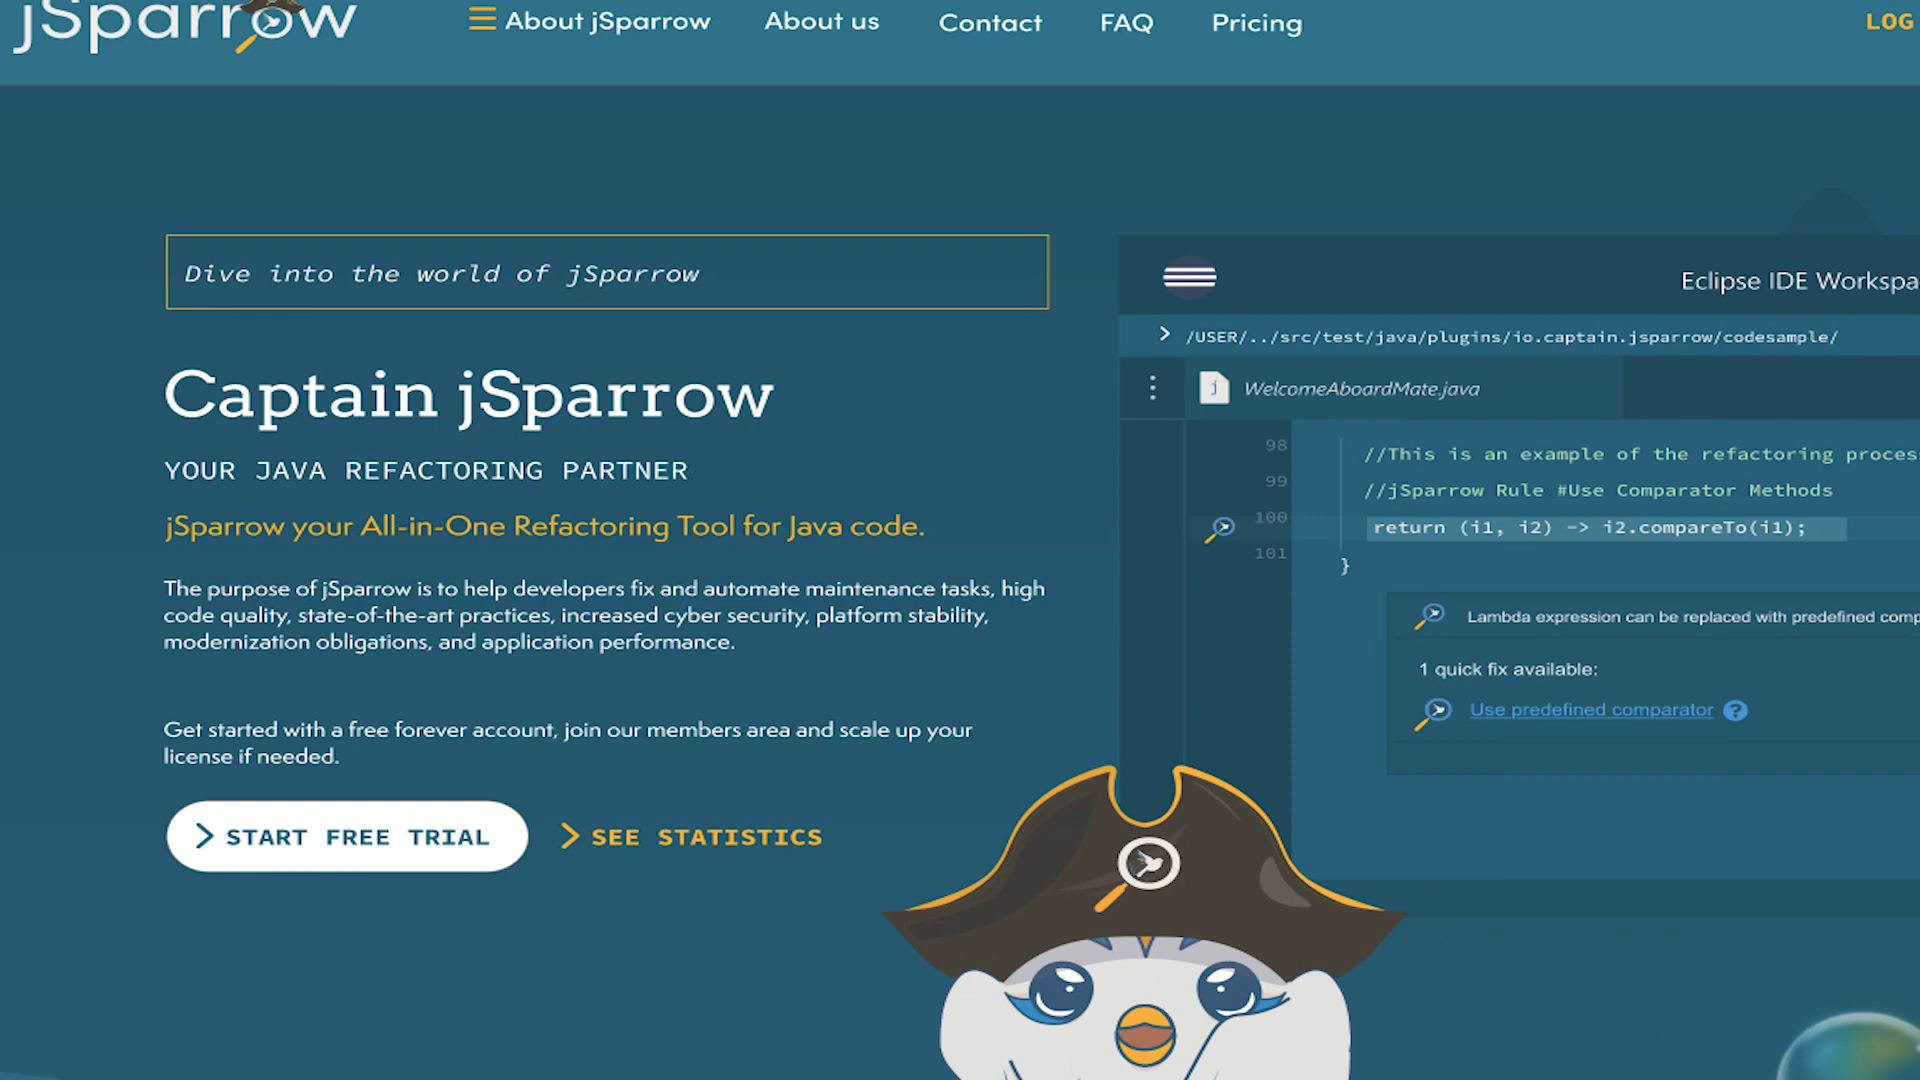 jSparrow
About jSparrow
About us
Contact
FAQ
Pricing
LOG
Dive into the world of jSparrow
Captain jSparrow
YOUR JAVA REFACTORING PARTNER
jSparrow your All-in-One Refactoring Tool for Java code.
The purpose of jSparrow is to help developers fix and automate maintenance tasks, high
code quality, state-of-the-art practices, increased cyber security, platform stability,
modernization obligations, and application performance.
Get started with a free forever account, join our members area and scale up your
license if needed.
START FREE TRIAL
SEE STATISTICS
Eclipse IDE Workspa
/USER/../src/test/java/plugins/io.captain.jsparrow/codesample/
j WelcomeAboardMate.java
98 //This is an example of the refactoring proces
99 //jSparrow Rule #Use Comparator Methods
100 return (i1, i2) -> i2.compareTo(i1);
101 }
Lambda expression can be replaced with predefined comp
1 quick fix available:
Use predefined comparator ?